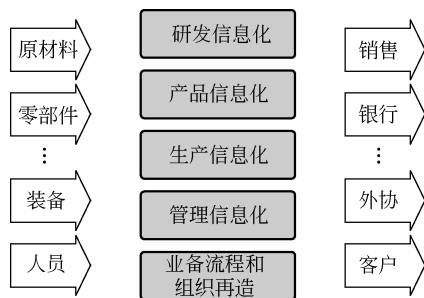 原材料
零部件
⋮
装备
人员
研发信息化
产品信息化
生产信息化
管理信息化
业备流程和
组织再造
销售
银行
⋮
外协
客户